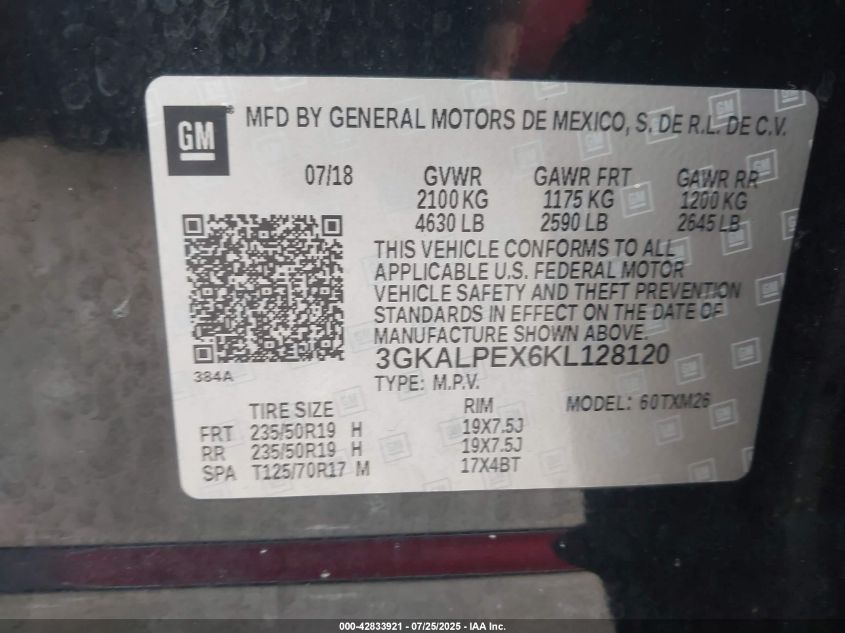 GM
®
MFD BY GENERAL MOTORS DE MEXICO, S. DE R.L. DE C.V.
07/18 GVWR GAWR FRT GAWR RR
2100 KG 1175 KG 1200 KG
4630 LB 2590 LB 2645 LB
THIS VEHICLE CONFORMS TO ALL
APPLICABLE U.S. FEDERAL MOTOR
VEHICLE SAFETY AND THEFT PREVENTION
STANDARDS IN EFFECT ON THE DATE OF
MANUFACTURE SHOWN ABOVE.
384A
3GKALPEX6KL128120
TYPE: M.P.V.
TIRE SIZE RIM MODEL: 60TXM26
FRT 235/50R19 H 19X7.5J
RR 235/50R19 H 19X7.5J
SPA T125/70R17 M 17X4BT
000-42833921 / 07/25/2025 - IAA Inc.